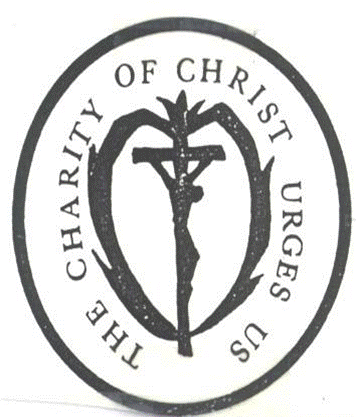 THE CHARITY OF CHRIST URGES US